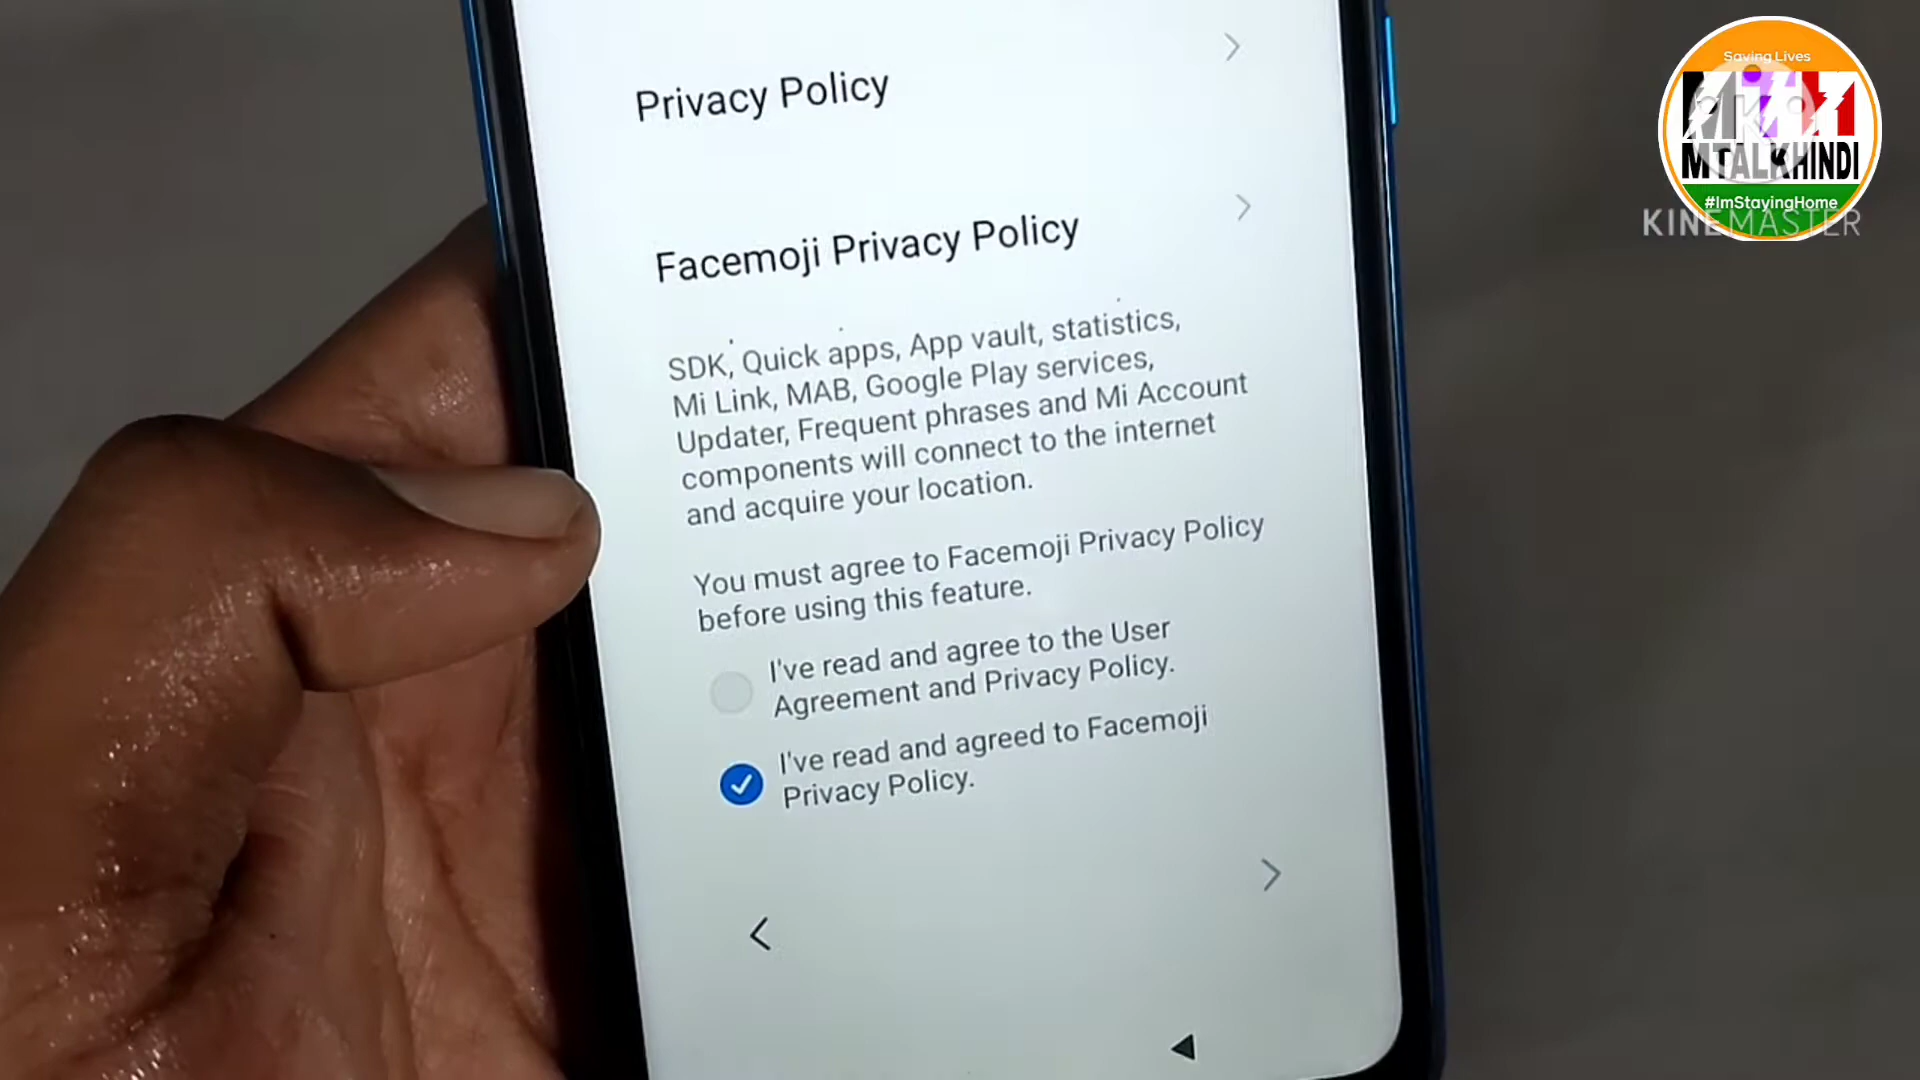 Privacy Policy
Facemoji Privacy Policy
SDK, Quick apps, App vault, statistics,
Mi Link, MAB, Google Play services,
Updater, Frequent phrases and Mi Account
components will connect to the internet
and acquire your location.
You must agree to Facemoji Privacy Policy
before using this feature.
I've read and agree to the User
Agreement and Privacy Policy.
I've read and agreed to Facemoji
Privacy Policy.
Saving Lives
MTALKHINDI
#ImStayingHome
KINEMASTER